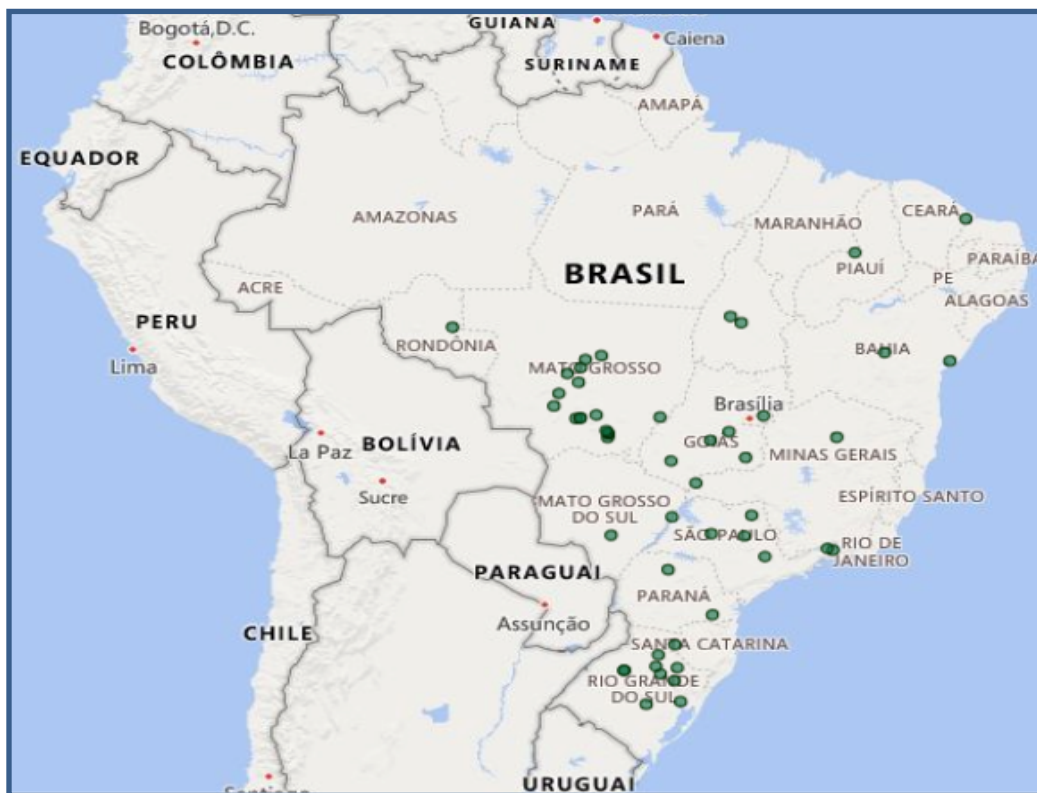 GUIANA
Bogotá,D.C.
Caiena
COLÔMBIA
SURINAME
AMAPÁ
EQUADOR
AMAZONAS
PARÁ
CEARÁ
MARANHÃO
PARAÍBA
PIAUÍ
BRASIL
PE
ACRE
ALAGOAS
PERU
RONDÔNIA
BAHIA
Lima
MATO GROSSO
Brasília
BOLÍVIA
GOIÁS
La Paz
MINAS GERAIS
Sucre
MATO GROSSO
DO SUL
ESPÍRITO SANTO
SÃO PAULO
RIO DE
JANEIRO
PARAGUAI
PARANÁ
Assunção
CHILE
SANTA CATARINA
RIO GRANDE
DO SUL
URUGUAI